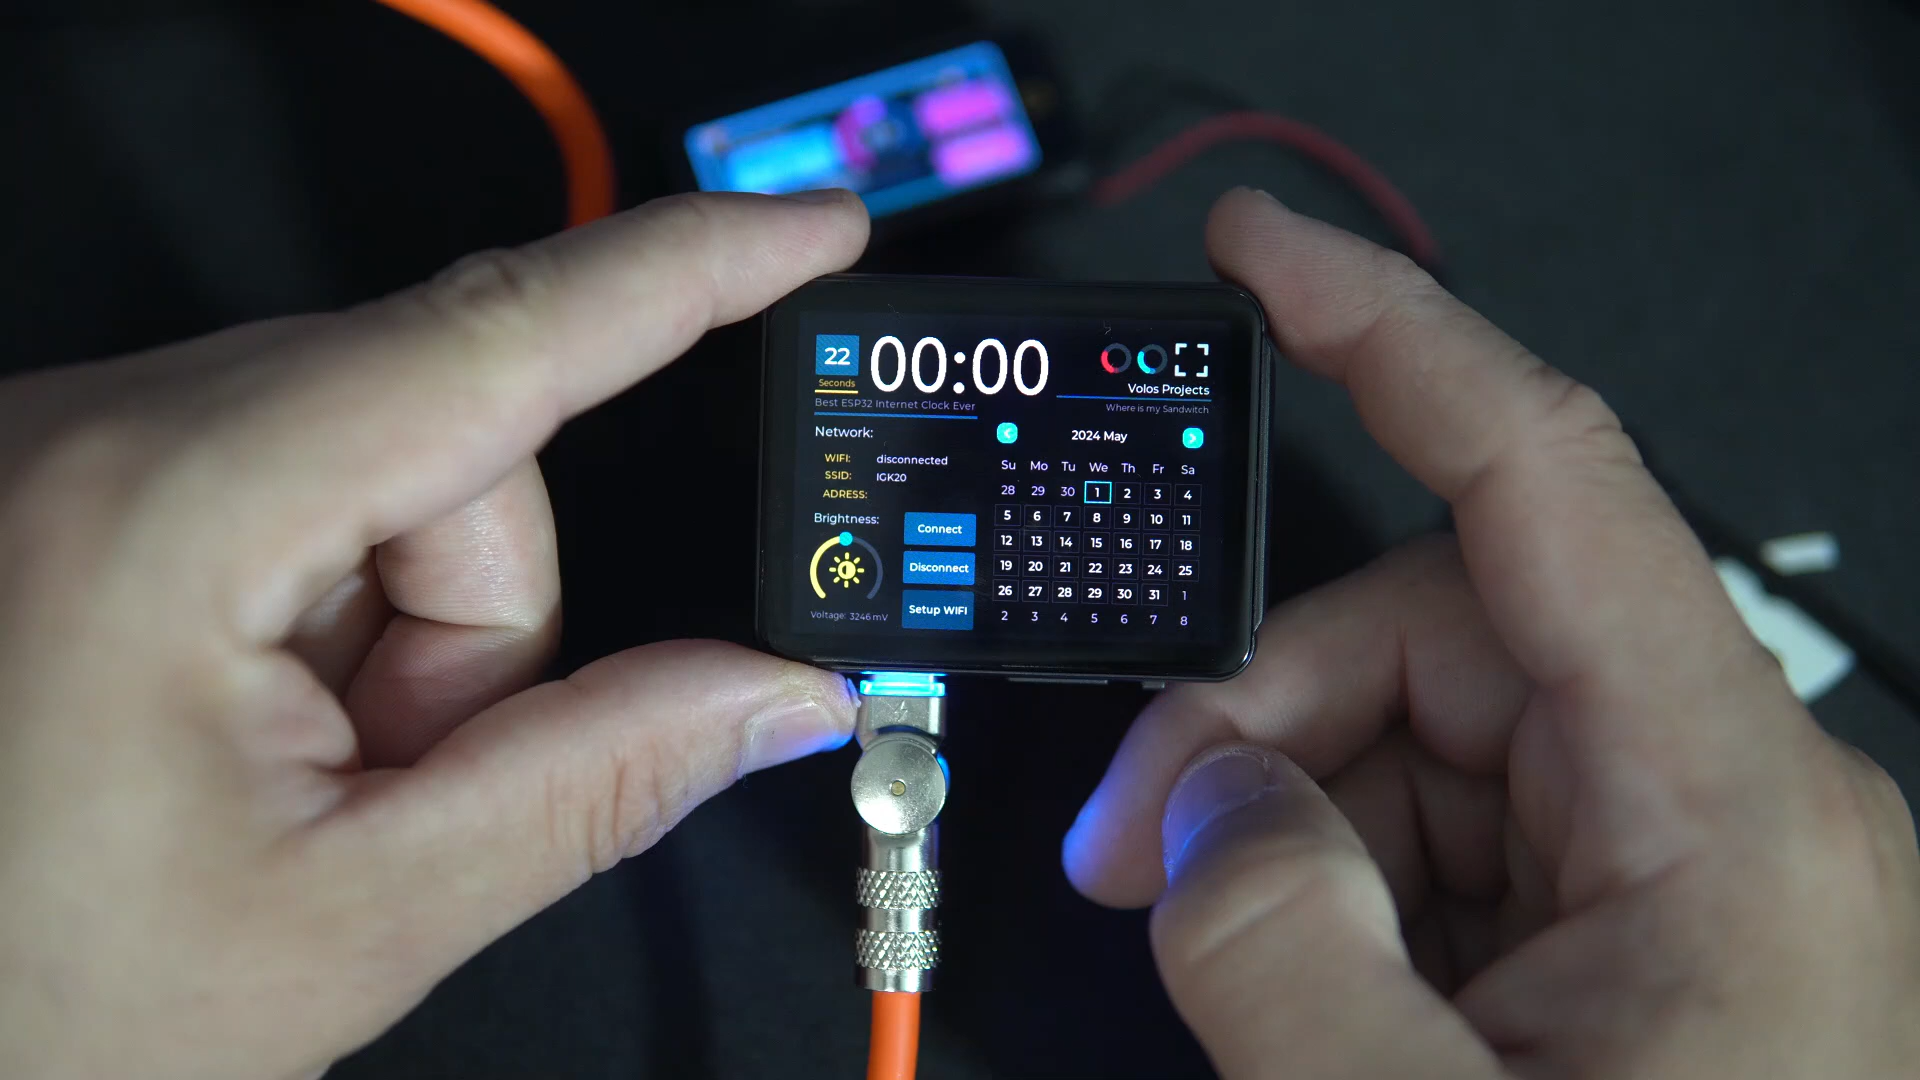 22
Seconds
00:00
Best ESP32 Internet Clock Ever
Volos Projects
Where is my Sandwitch
Network:
WIFI: disconnected
SSID: IGK20
ADRESS:
Brightness:
Voltage: 3246 mV
Connect
Disconnect
Setup WIFI
< 2024 May >
Su Mo Tu We Th Fr Sa
28 29 30 1 2 3 4
5 6 7 8 9 10 11
12 13 14 15 16 17 18
19 20 21 22 23 24 25
26 27 28 29 30 31 1
2 3 4 5 6 7 8